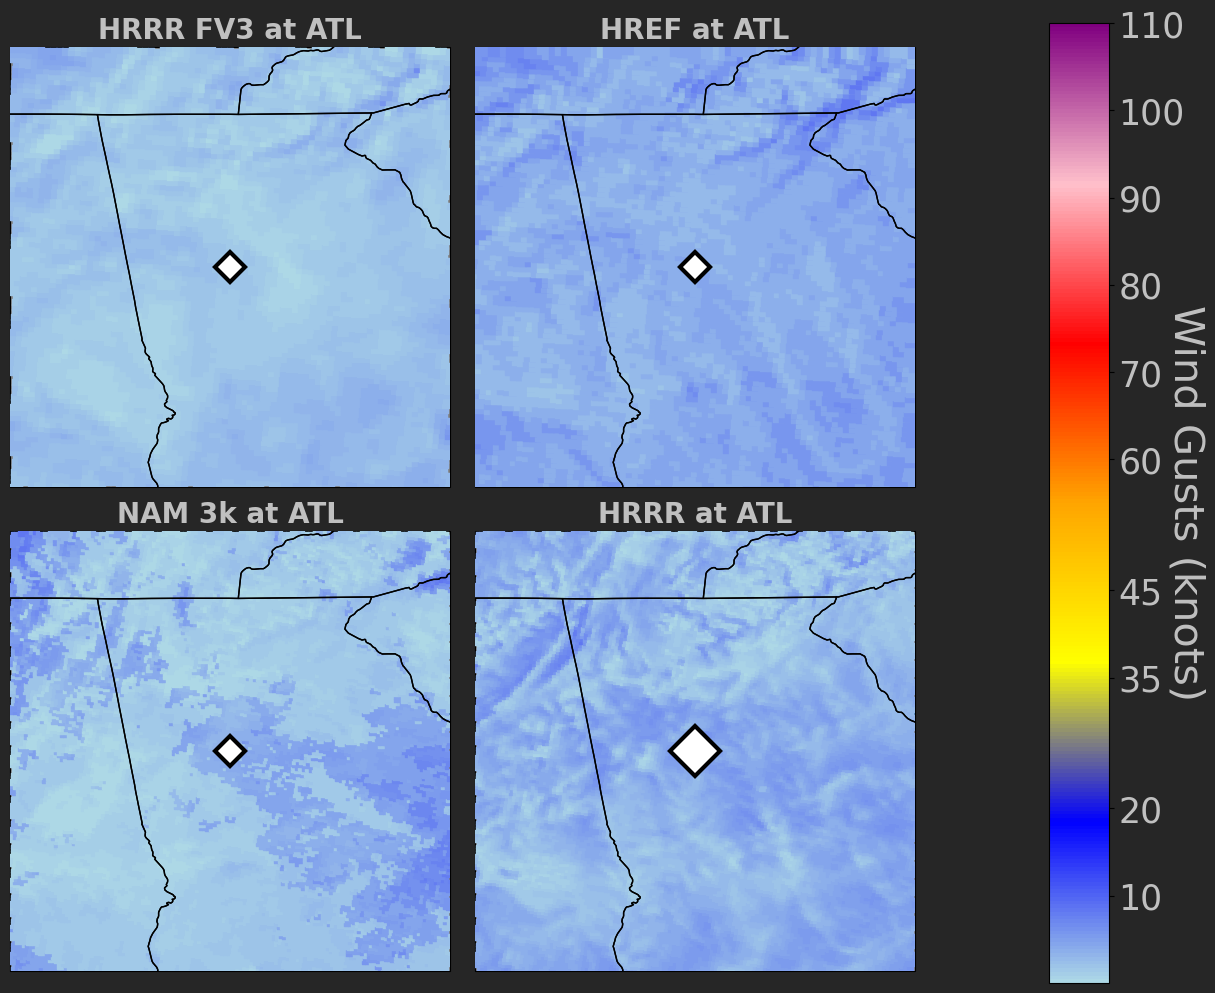 HRRR FV3 at ATL
HREF at ATL
NAM 3k at ATL
HRRR at ATL
110
100
90
80
70
60
45
35
20
10
Wind Gusts (knots)